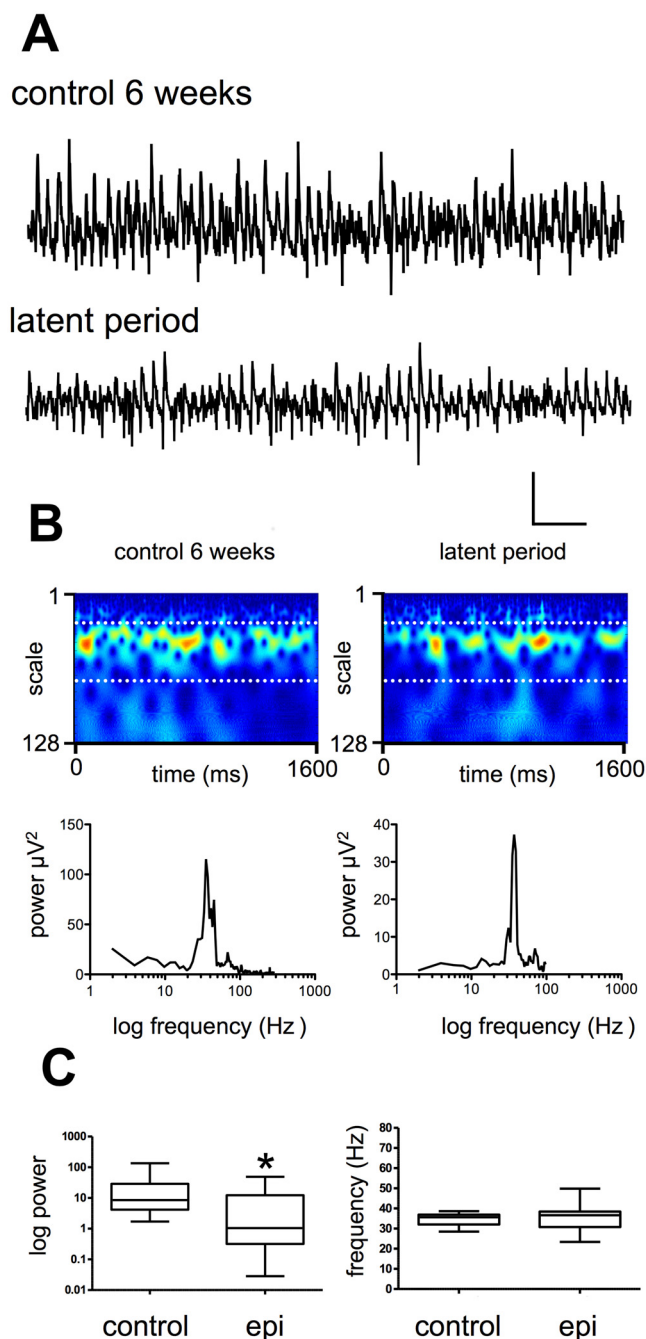 A
control 6 weeks
latent period
B
control 6 weeks
latent period
1
scale
128
0
time (ms)
1600
1
scale
128
0
time (ms)
1600
150
100
50
0
power µV²
1
10
100
1000
log frequency (Hz )
40
30
20
10
0
power µV²
1
10
100
1000
log frequency (Hz )
C
1000
100
10
1
0.1
0.01
log power
*
control
epi
80
70
60
50
40
30
20
10
0
frequency (Hz)
control
epi